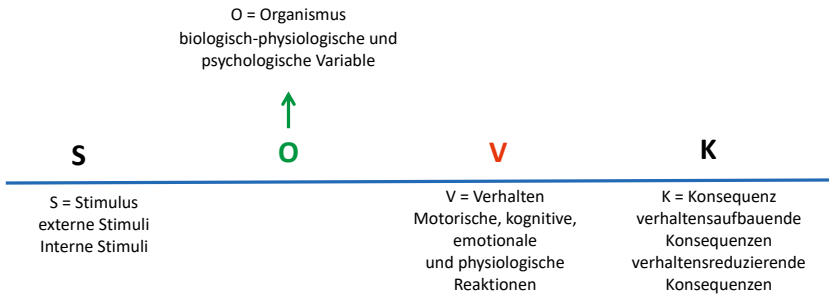 O = Organismus
biologisch-physiologische und
psychologische Variable
S
O
V
K
S = Stimulus
externe Stimuli
Interne Stimuli
V = Verhalten
Motorische, kognitive,
emotionale
und physiologische
Reaktionen
K = Konsequenz
verhaltensaufbauende
Konsequenzen
verhaltensreduzierende
Konsequenzen